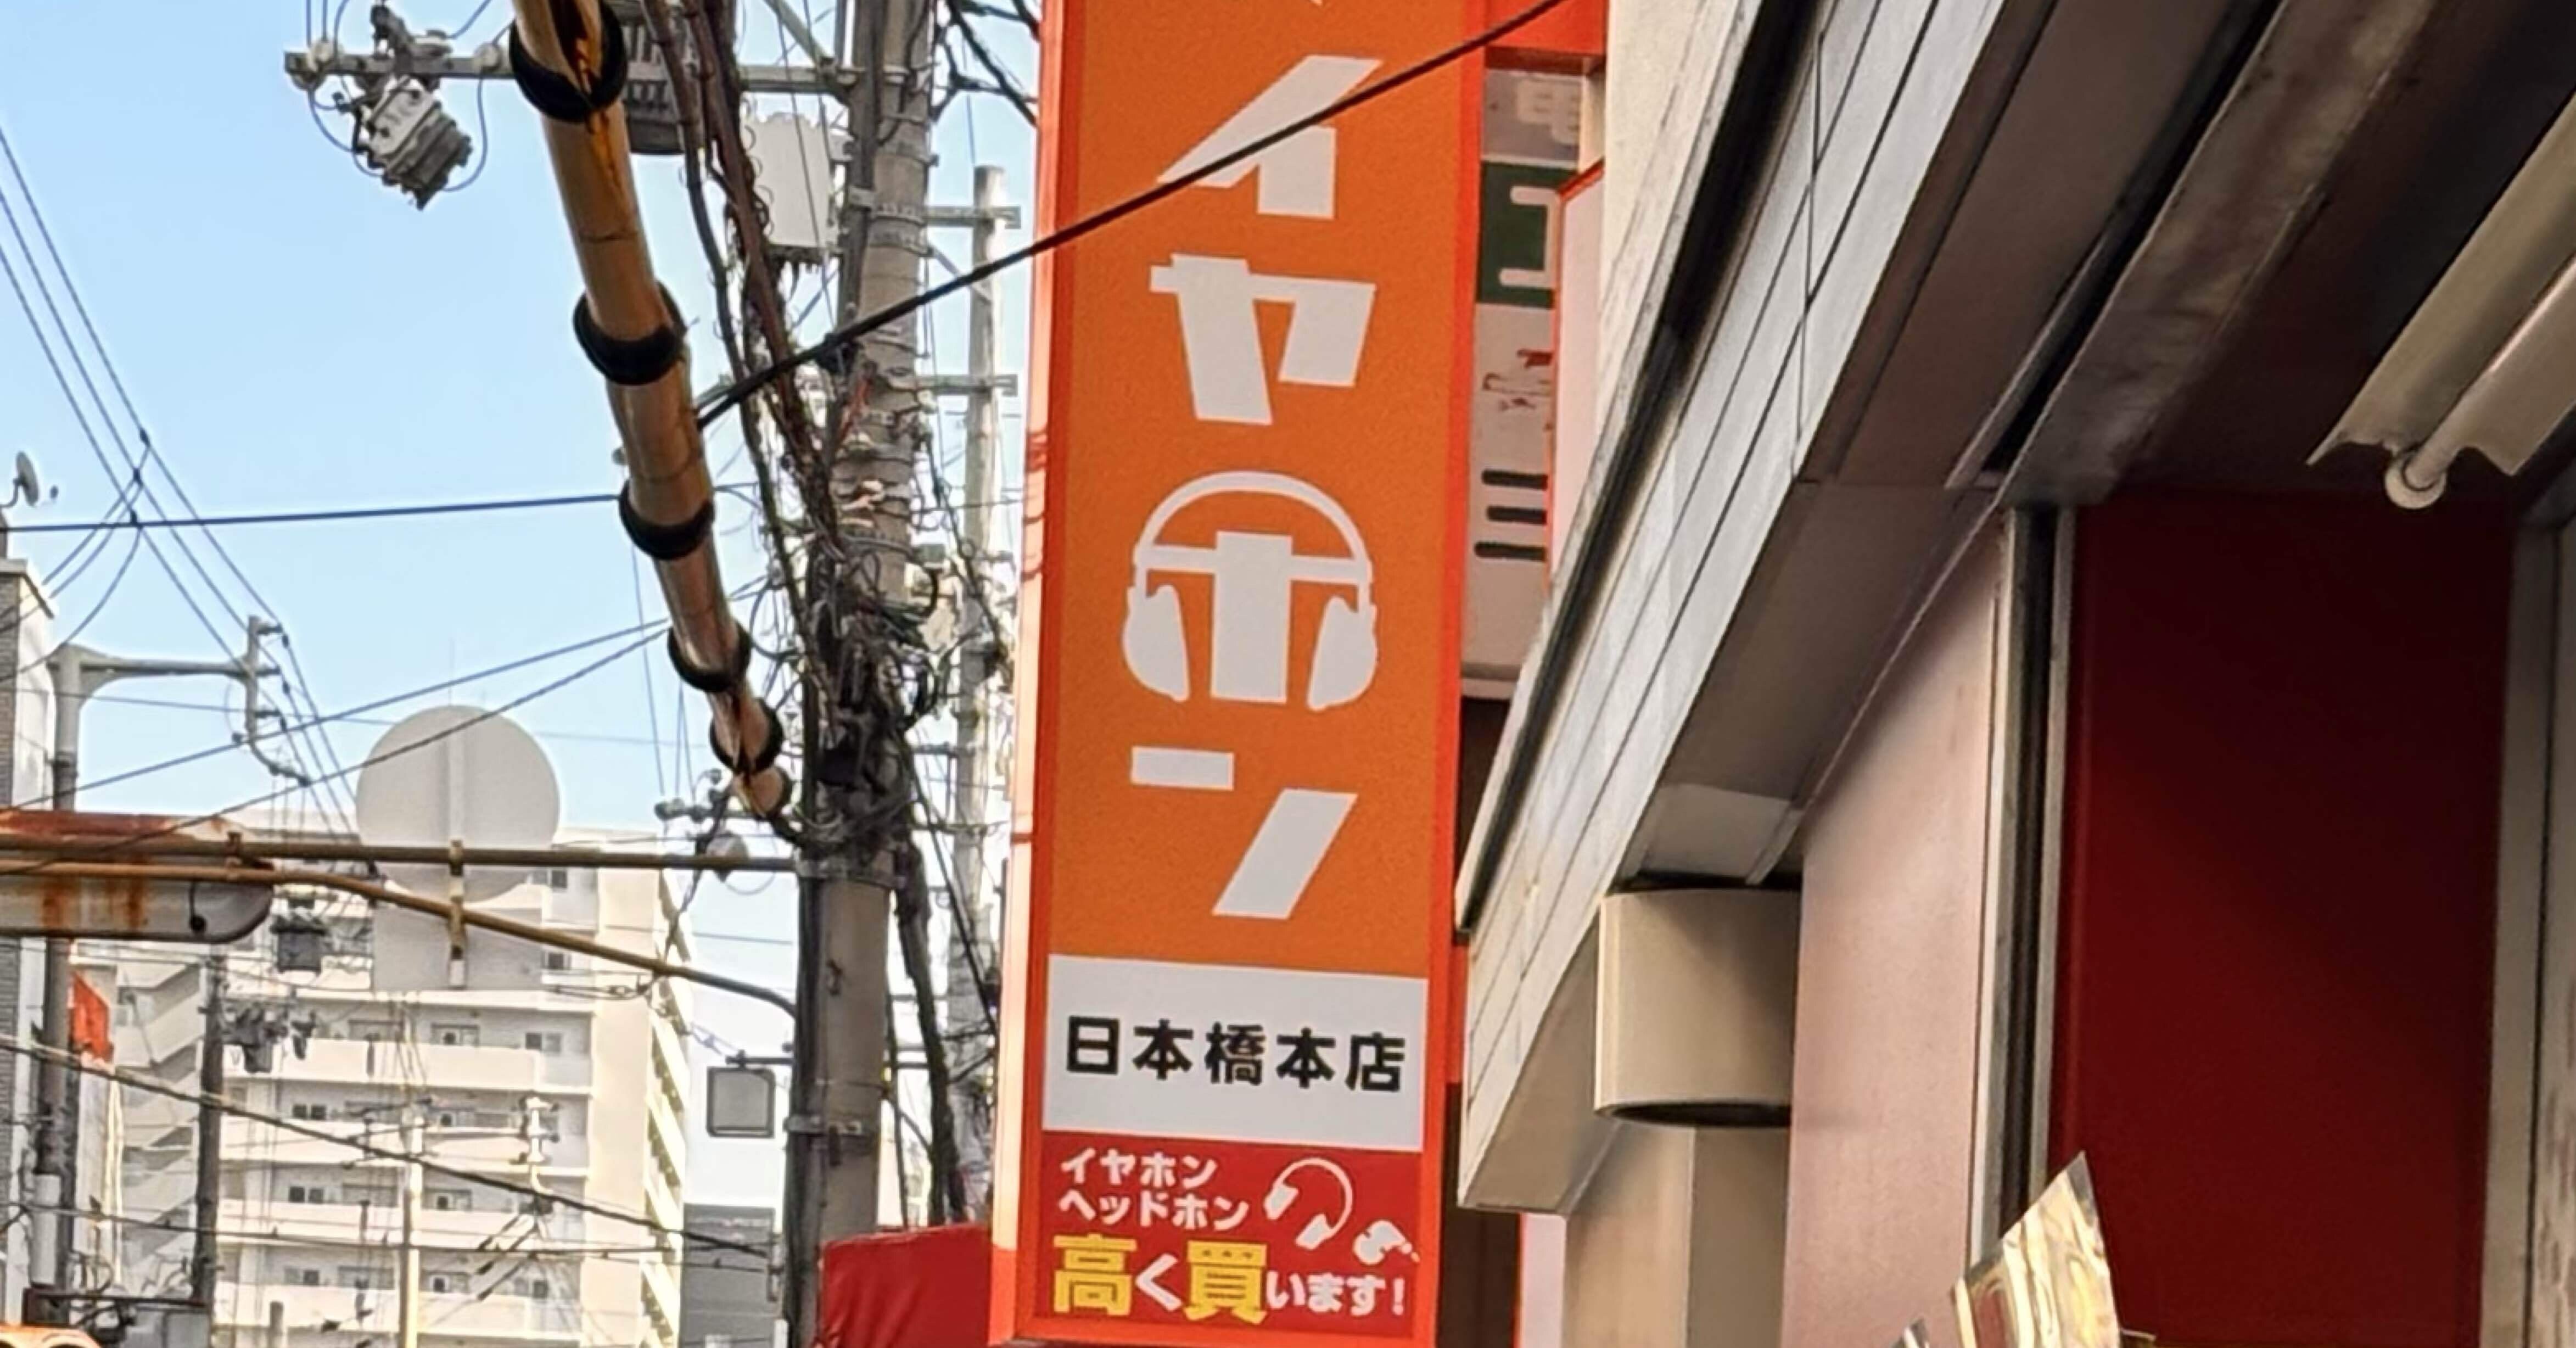 イヤホン
日本橋本店
イヤホン
ヘッドホン
高く買います!